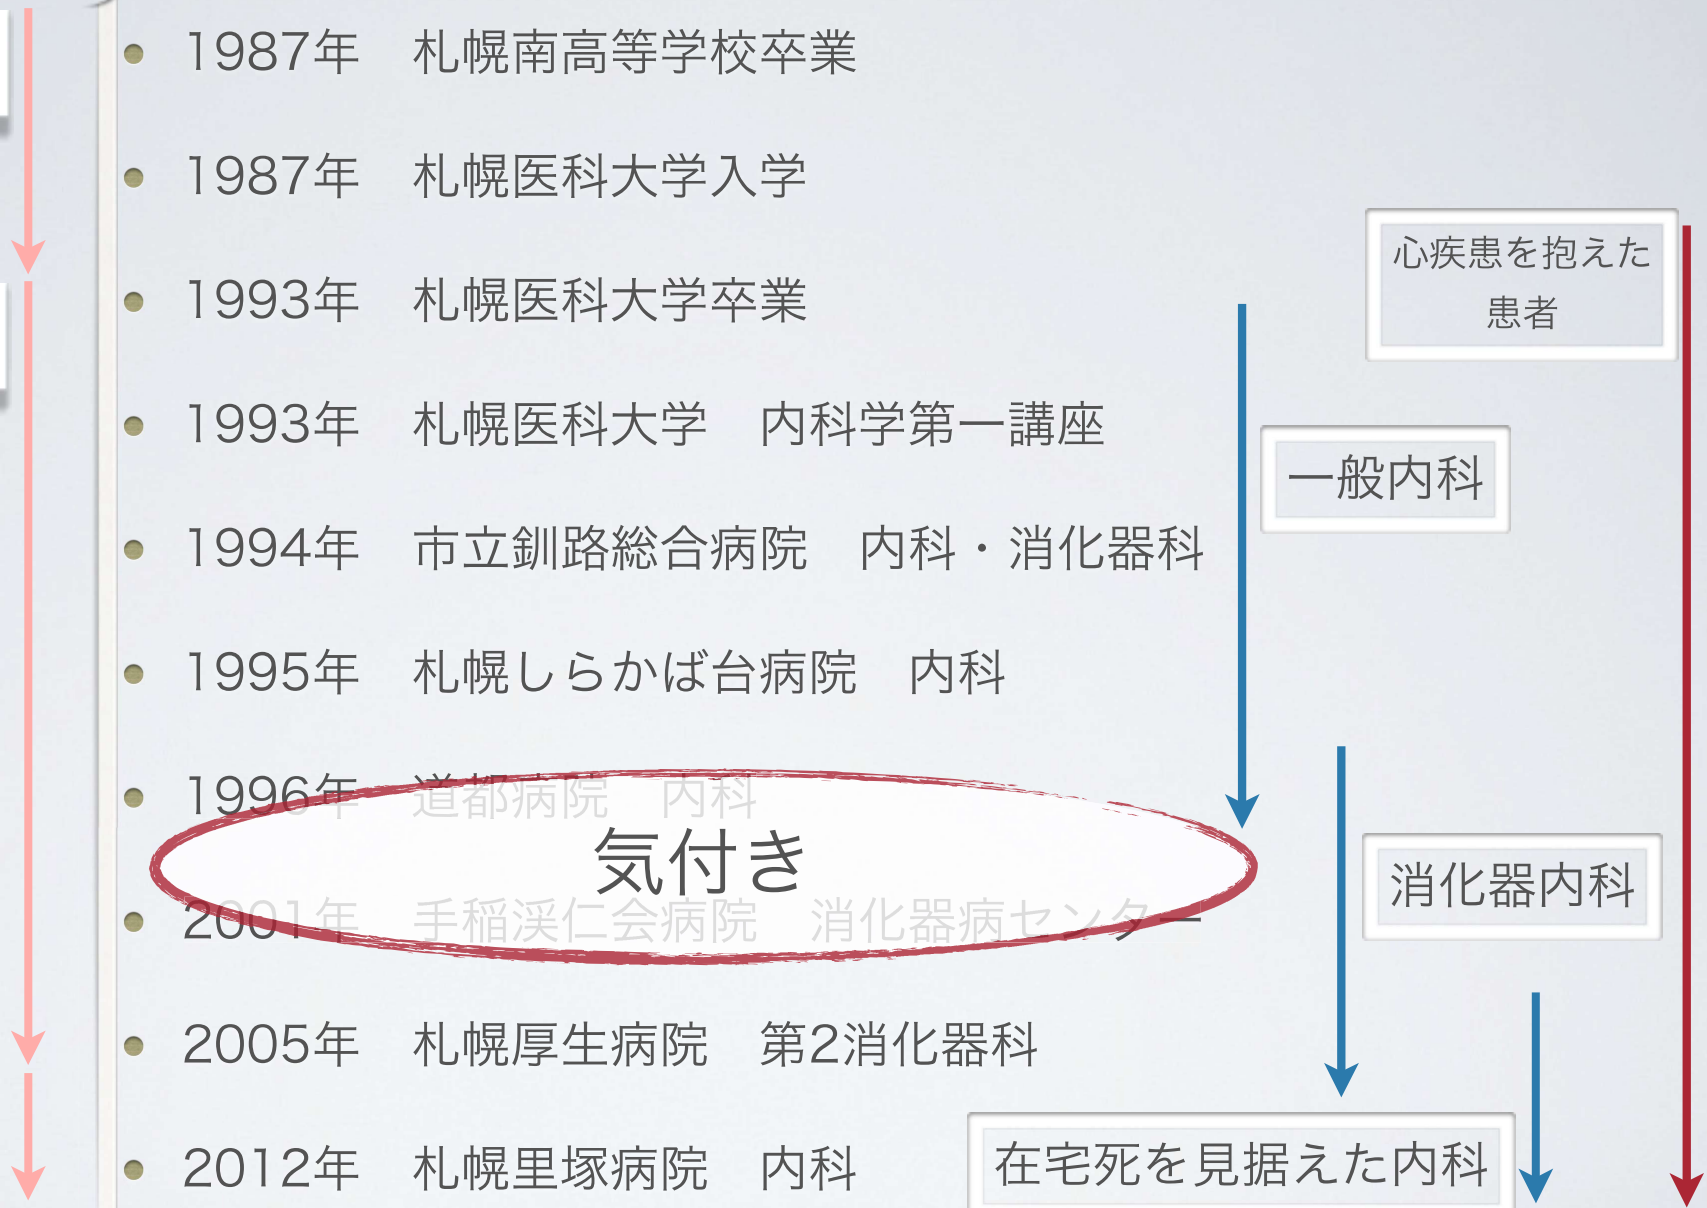 1987年　札幌南高等学校卒業
1987年　札幌医科大学入学
心疾患を抱えた
患者
1993年　札幌医科大学卒業
1993年　札幌医科大学　内科学第一講座
一般内科
1994年　市立釧路総合病院　内科・消化器科
1995年　札幌しらかば台病院　内科
1996年　道都病院　内科
気付き
消化器内科
2001年　手稲渓仁会病院　消化器病センター
2005年　札幌厚生病院　第2消化器科
2012年　札幌里塚病院　内科
在宅死を見据えた内科